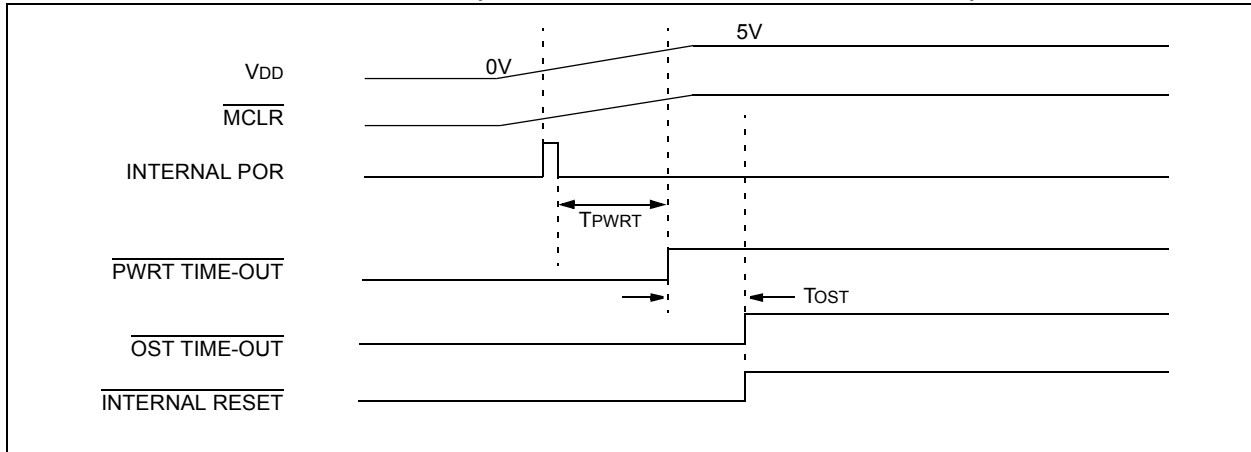 5V
VDD
0V
MCLR
INTERNAL POR
TPWRT
PWRT TIME-OUT
TOST
OST TIME-OUT
INTERNAL RESET